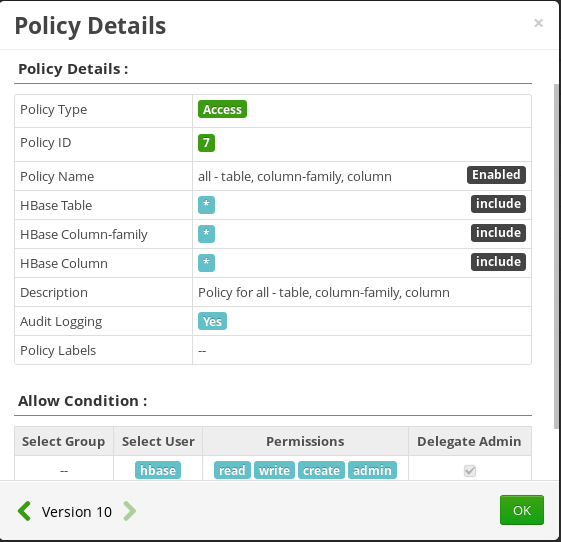 Policy Details ×
Policy Details :
Policy Type Access
Policy ID 7
Policy Name all - table, column-family, column Enabled
HBase Table * include
HBase Column-family * include
HBase Column * include
Description Policy for all - table, column-family, column
Audit Logging Yes
Policy Labels --
Allow Condition :
Select Group Select User Permissions Delegate Admin
-- hbase read write create admin
Version 10 OK